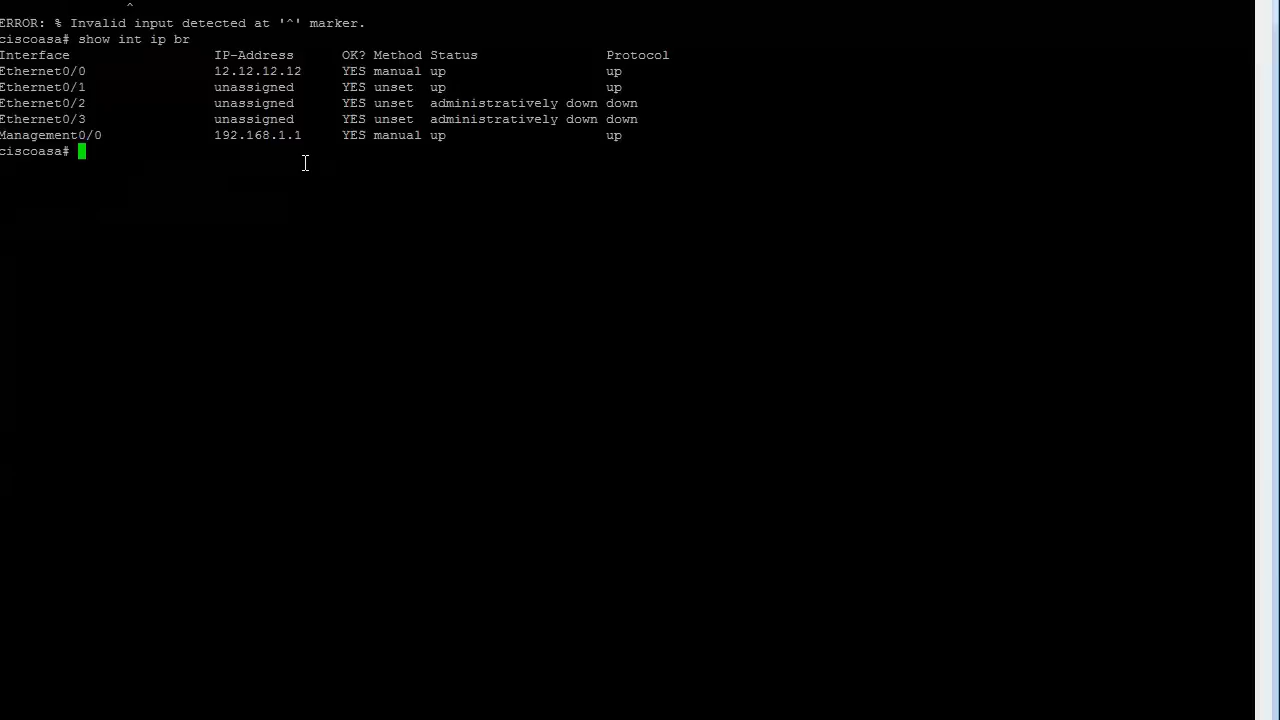 ^
ERROR: % Invalid input detected at '^' marker.
ciscoasa# show int ip br
Interface IP-Address OK? Method Status Protocol
Ethernet0/0 12.12.12.12 YES manual up up
Ethernet0/1 unassigned YES unset up up
Ethernet0/2 unassigned YES unset administratively down down
Ethernet0/3 unassigned YES unset administratively down down
Management0/0 192.168.1.1 YES manual up up
ciscoasa#